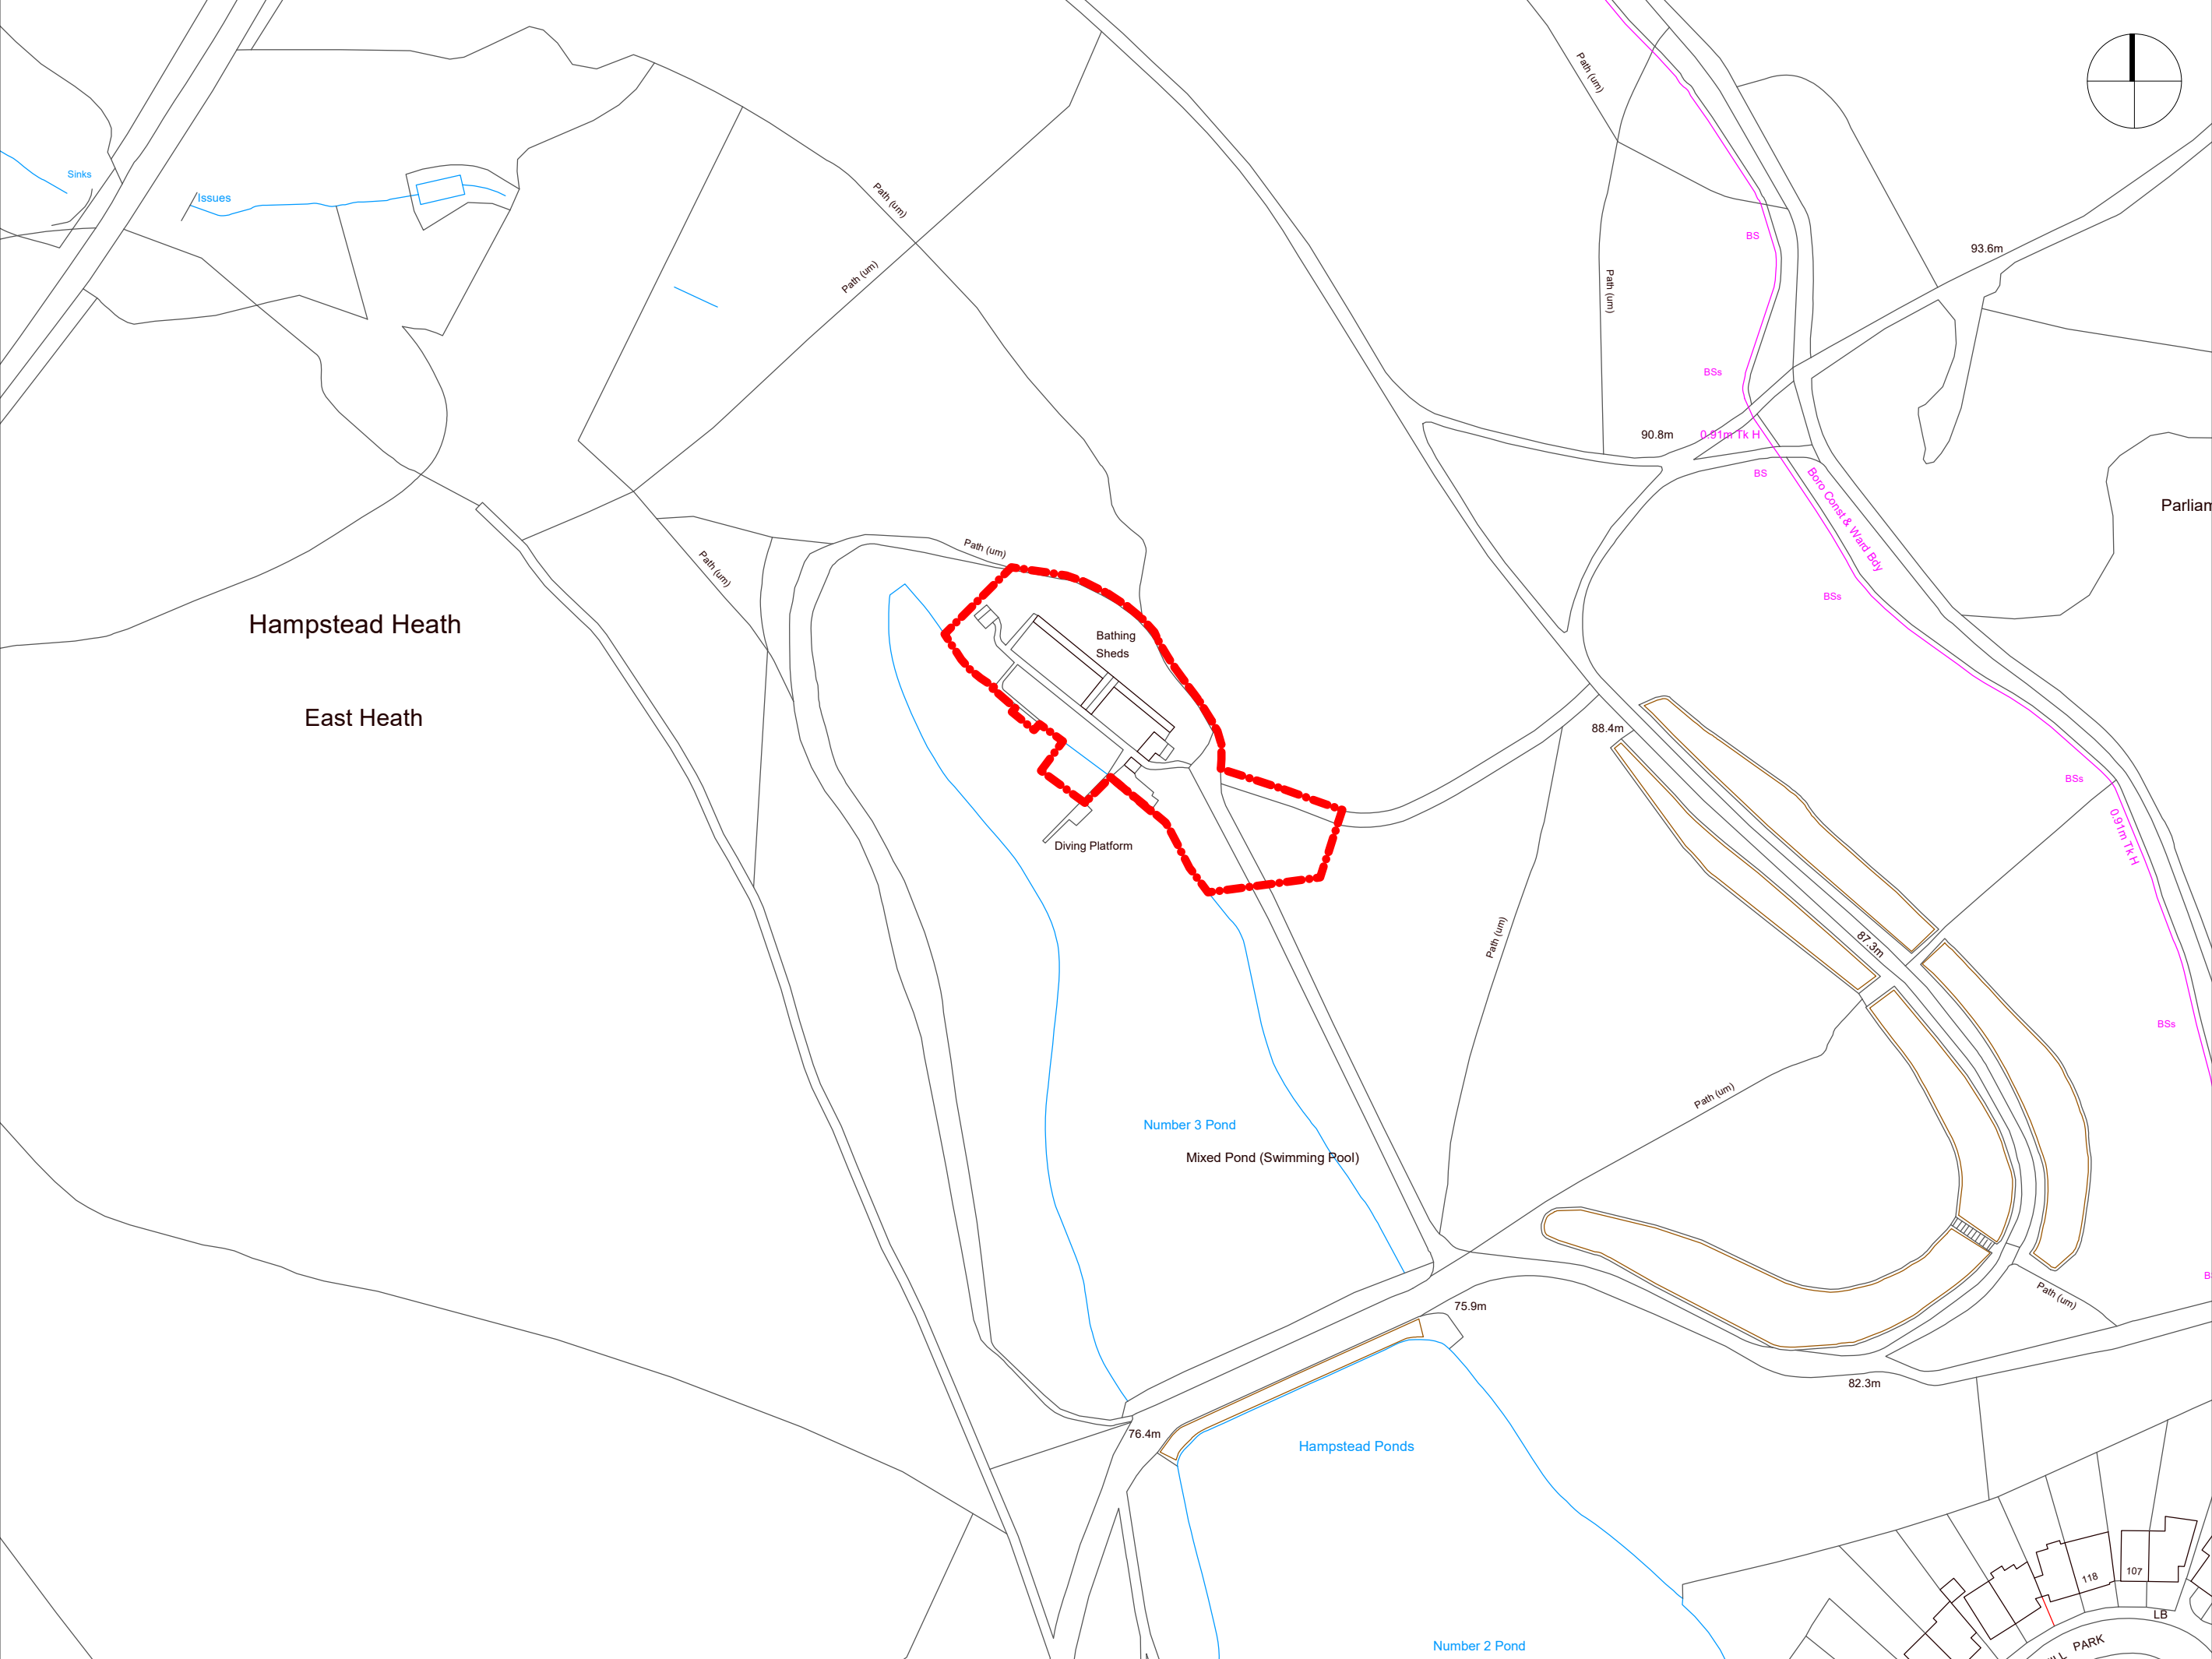 Path (um)
Sinks
Issues
Path (um)
BS
93.6m
Path (um)
Path (um)
BSs
90.8m
0.91m Tk H
BS
Boro Const & Ward Bdy
Path (um)
Path (um)
BSs
Hampstead Heath
Bathing
Sheds
East Heath
88.4m
BSs
0.91m Tk H
Diving Platform
Path (um)
87.3m
BSs
Path (um)
Number 3 Pond
Mixed Pond (Swimming Pool)
Path (um)
75.9m
82.3m
76.4m
Hampstead Ponds
118
107
LB
PARK
Number 2 Pond